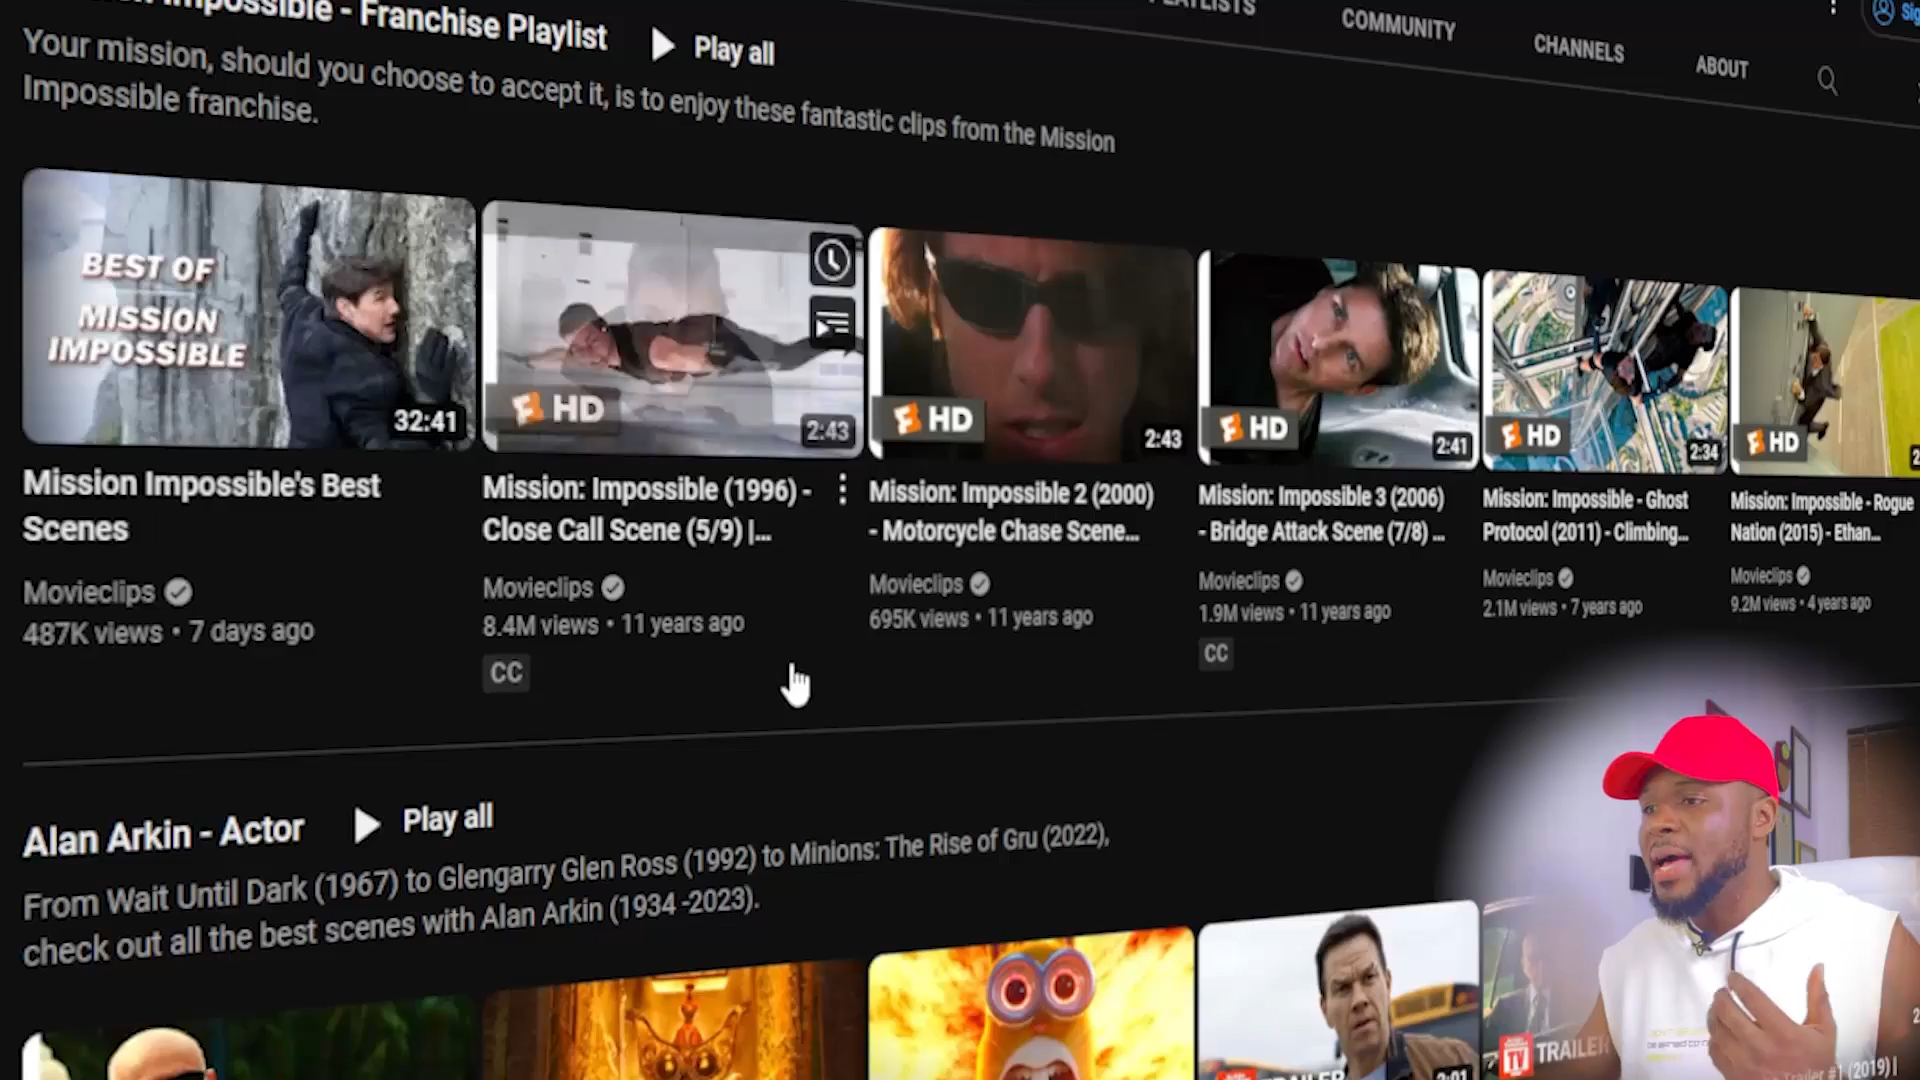 Impossible - Franchise Playlist
Play all
COMMUNITY
CHANNELS
ABOUT
Your mission, should you choose to accept it, is to enjoy these fantastic clips from the Mission
Impossible franchise.
BEST OF
MISSION
IMPOSSIBLE
32:41
HD
2:43
HD
2:43
HD
2:41
HD
2:34
HD
Mission Impossible's Best
Scenes
Movieclips
487K views • 7 days ago
Mission: Impossible (1996) -
Close Call Scene (5/9) |...
Movieclips
8.4M views • 11 years ago
CC
Mission: Impossible 2 (2000)
- Motorcycle Chase Scene...
Movieclips
695K views • 11 years ago
Mission: Impossible 3 (2006)
- Bridge Attack Scene (7/8) ...
Movieclips
1.9M views • 11 years ago
CC
Mission: Impossible - Ghost
Protocol (2011) - Climbing...
Movieclips
2.1M views • 7 years ago
Mission: Impossible - Rogue
Nation (2015) - Ethan...
Movieclips
9.2M views • 4 years ago
Alan Arkin - Actor
Play all
From Wait Until Dark (1967) to Glengarry Glen Ross (1992) to Minions: The Rise of Gru (2022),
check out all the best scenes with Alan Arkin (1934 -2023).
TV
TRAILER
Trailer #1 (2019) |